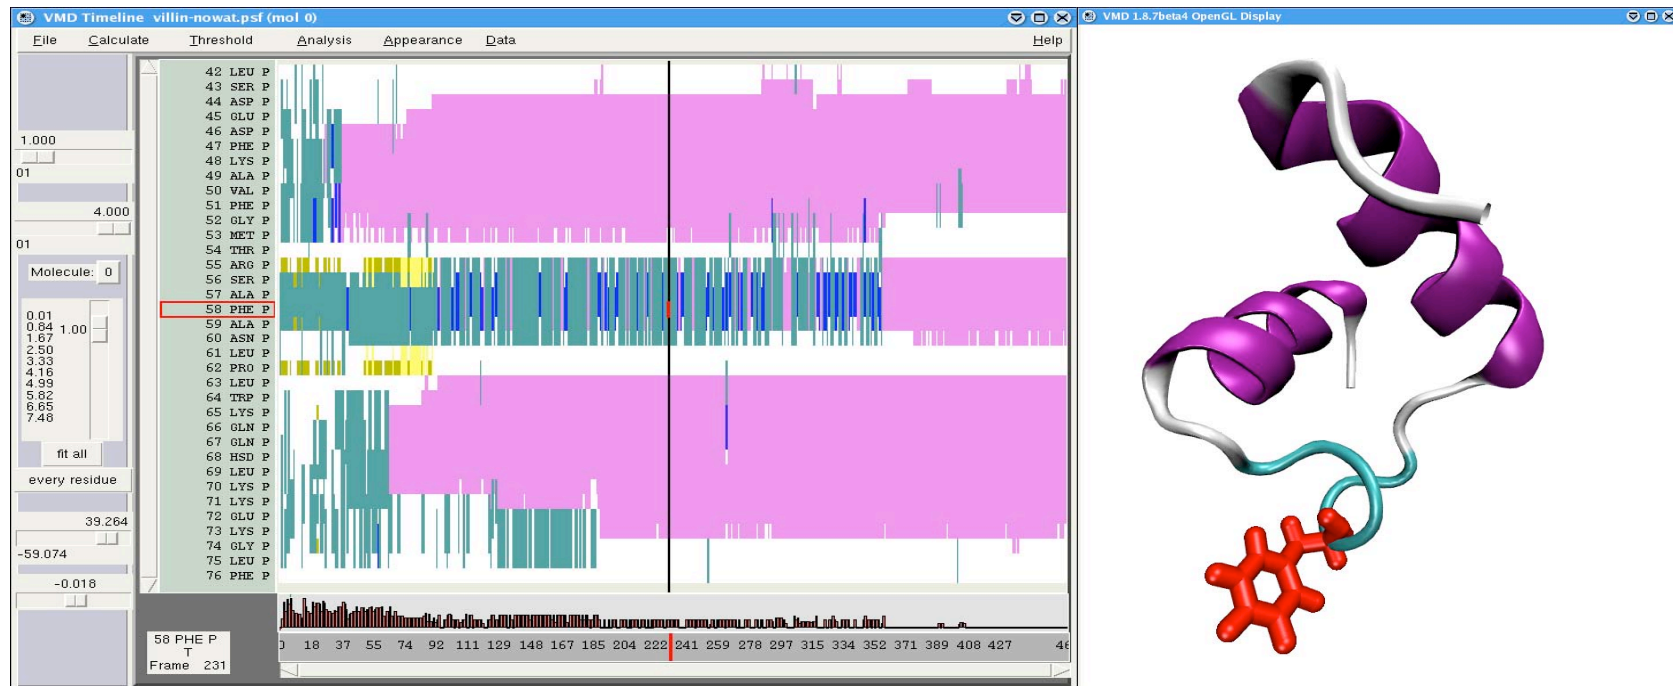 VMD Timeline villin-nowat.psf (mol 0)
File Calculate Threshold Analysis Appearance Data Help
1.000
01
4.000
01
Molecule: 0
0.01
0.84
1.67
2.50
3.33
4.16
4.99
5.82
6.65
7.48
1.00
fit all
every residue
39.264
-59.074
-0.018
42 LEU P
43 SER P
44 ASP P
45 GLU P
46 ASP P
47 PHE P
48 LYS P
49 ALA P
50 VAL P
51 PHE P
52 GLY P
53 MET P
54 THR P
55 ARG P
56 SER P
57 ALA P
58 PHE P
59 ALA P
60 ASN P
61 LEU P
62 PRO P
63 LEU P
64 TRP P
65 LYS P
66 GLN P
67 GLN P
68 HSD P
69 LEU P
70 LYS P
71 LYS P
72 GLU P
73 LYS P
74 GLY P
75 LEU P
76 PHE P
58 PHE P
T
Frame 231
18 37 55 74 92 111 129 148 167 185 204 222 241 259 278 297 315 334 352 371 389 408 427
VMD 1.8.7beta4 OpenGL Display